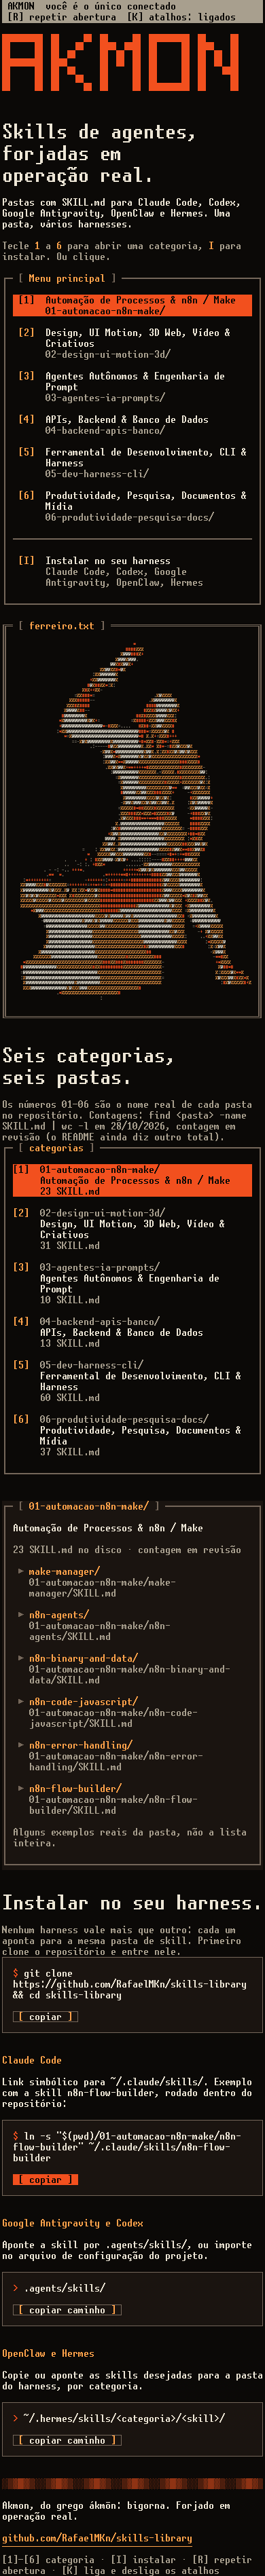 AKMON  você é o único conectado
[R] repetir abertura  [K] atalhos: ligados
AKMON
Skills de agentes,
forjadas em
operação real.
Pastas com SKILL.md para Claude Code, Codex,
Google Antigravity, OpenClaw e Hermes. Uma
pasta, vários harnesses.
Tecle 1 a 6 para abrir uma categoria, I para
instalar. Ou clique.
[ Menu principal ]
[1] Automação de Processos & n8n / Make
01-automacao-n8n-make/
[2] Design, UI Motion, 3D Web, Vídeo &
Criativos
02-design-ui-motion-3d/
[3] Agentes Autônomos & Engenharia de
Prompt
03-agentes-ia-prompts/
[4] APIs, Backend & Banco de Dados
04-backend-apis-banco/
[5] Ferramental de Desenvolvimento, CLI &
Harness
05-dev-harness-cli/
[6] Produtividade, Pesquisa, Documentos &
Mídia
06-produtividade-pesquisa-docs/
[I] Instalar no seu harness
Claude Code, Codex, Google
Antigravity, OpenClaw, Hermes
[ ferreiro.txt ]
Seis categorias,
seis pastas.
Os números 01–06 são o nome real de cada pasta
no repositório. Contagens: find <pasta> -name
SKILL.md | wc -l em 28/10/2026, contagem em
revisão (o README ainda diz outro total).
[ categorias ]
[1] 01-automacao-n8n-make/
Automação de Processos & n8n / Make
23 SKILL.md
[2] 02-design-ui-motion-3d/
Design, UI Motion, 3D Web, Vídeo &
Criativos
31 SKILL.md
[3] 03-agentes-ia-prompts/
Agentes Autônomos & Engenharia de
Prompt
10 SKILL.md
[4] 04-backend-apis-banco/
APIs, Backend & Banco de Dados
13 SKILL.md
[5] 05-dev-harness-cli/
Ferramental de Desenvolvimento, CLI &
Harness
60 SKILL.md
[6] 06-produtividade-pesquisa-docs/
Produtividade, Pesquisa, Documentos &
Mídia
37 SKILL.md
[ 01-automacao-n8n-make/ ]
Automação de Processos & n8n / Make
23 SKILL.md no disco · contagem em revisão
▶ make-manager/
01-automacao-n8n-make/make-
manager/SKILL.md
▶ n8n-agents/
01-automacao-n8n-make/n8n-
agents/SKILL.md
▶ n8n-binary-and-data/
01-automacao-n8n-make/n8n-binary-and-
data/SKILL.md
▶ n8n-code-javascript/
01-automacao-n8n-make/n8n-code-
javascript/SKILL.md
▶ n8n-error-handling/
01-automacao-n8n-make/n8n-error-
handling/SKILL.md
▶ n8n-flow-builder/
01-automacao-n8n-make/n8n-flow-
builder/SKILL.md
Alguns exemplos reais da pasta, não a lista
inteira.
Instalar no seu harness.
Nenhum harness vale mais que outro: cada um
aponta para a mesma pasta de skill. Primeiro
clone o repositório e entre nele.
$ git clone
https://github.com/RafaelMKn/skills-library
&& cd skills-library
[ copiar ]
Claude Code
Link simbólico para ~/.claude/skills/. Exemplo
com a skill n8n-flow-builder, rodado dentro do
repositório:
$ ln -s "$(pwd)/01-automacao-n8n-make/n8n-
flow-builder" ~/.claude/skills/n8n-flow-
builder
[ copiar ]
Google Antigravity e Codex
Aponte a skill por .agents/skills/, ou importe
no arquivo de configuração do projeto.
> .agents/skills/
[ copiar caminho ]
OpenClaw e Hermes
Copie ou aponte as skills desejadas para a pasta
do harness, por categoria.
> ~/.hermes/skills/<categoria>/<skill>/
[ copiar caminho ]
Akmon, do grego ákmōn: bigorna. Forjado em
operação real.
github.com/RafaelMKn/skills-library
[1]–[6] categoria · [I] instalar · [R] repetir
abertura · [K] liga e desliga os atalhos